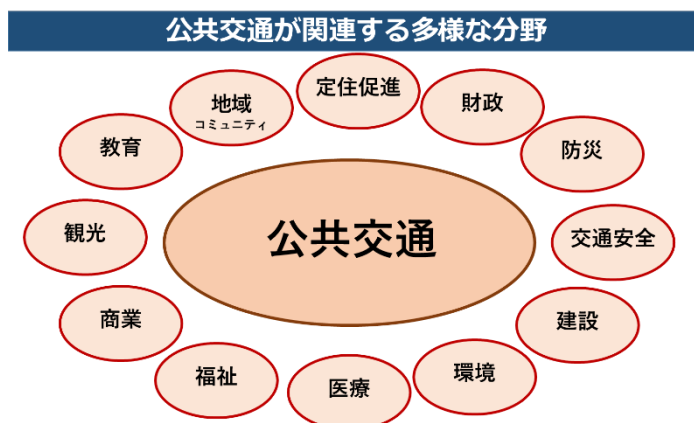 公共交通が関連する多様な分野
定住促進
財政
防災
交通安全
建設
環境
医療
福祉
商業
観光
教育
地域
コミュニティ
公共交通